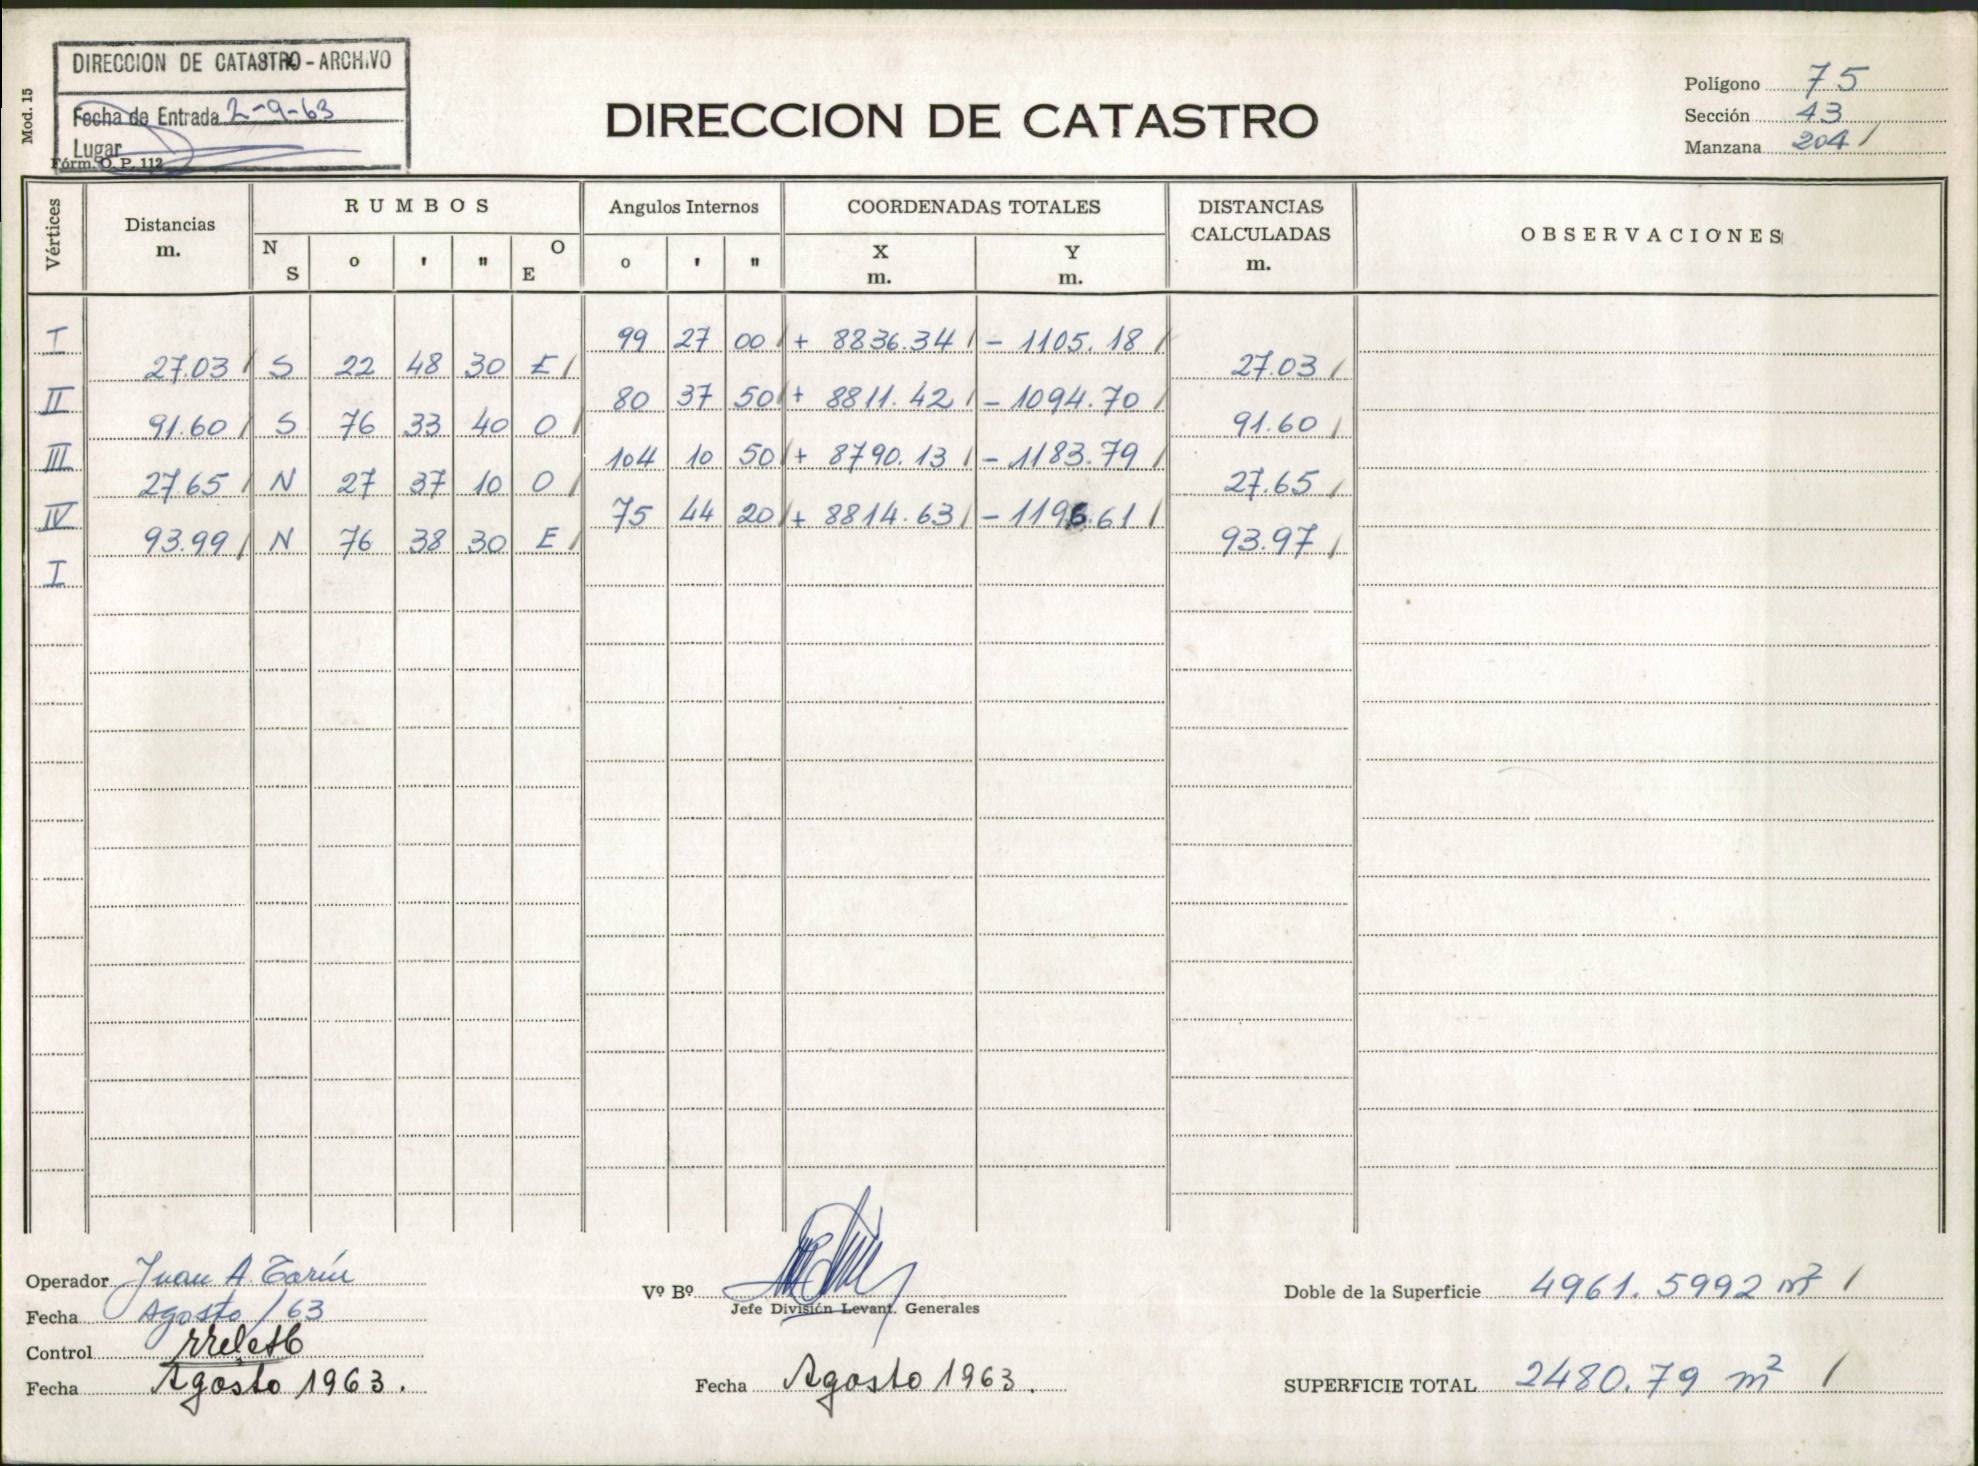 DIRECCION DE CATASTRO - ARCHIVO
Fecha de Entrada 2-9-63
Lugar
Mod. 15
Fórm. O. P. 112
DIRECCION DE CATASTRO
Polígono 75
Sección 43
Manzana 204 /
Vértices
Distancias m.
RUMBOS
N S ° ' " O E
Angulos Internos
° ' "
COORDENADAS TOTALES
X m. Y m.
DISTANCIAS CALCULADAS m.
OBSERVACIONES
I 99 27 00 / + 8836.34 / - 1105.18 /
27.03 / S 22 48 30 E / 27.03 /
II 80 37 50 / + 8811.42 / - 1094.70 /
91.60 / S 76 33 40 O / 91.60 /
III 104 10 50 / + 8790.13 / - 1183.79 /
27.65 / N 27 37 10 O / 27.65 /
IV 75 44 20 / + 8814.63 / - 1196.61 /
93.99 / N 76 38 30 E / 93.97 /
I
Operador Juan A. Tarín
Fecha Agosto / 63
Control
Fecha Agosto 1963.
Vº Bº
Jefe División Levant. Generales
Fecha Agosto 1963.
Doble de la Superficie 4961.5992 m² /
SUPERFICIE TOTAL 2480.79 m² /